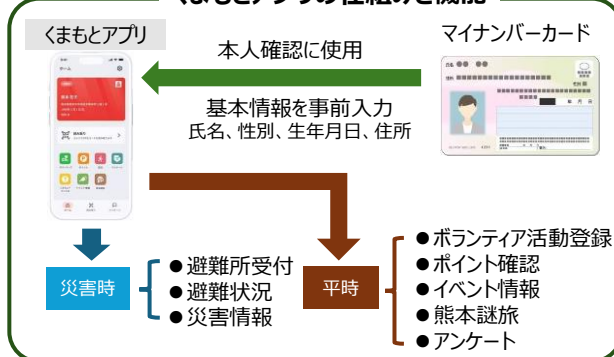 くまもとアプリの仕組みと機能
くまもとアプリ
マイナンバーカード
本人確認に使用
基本情報を事前入力
氏名、性別、生年月日、住所
災害時
●避難所受付
●避難状況
●災害情報
平時
●ボランティア活動登録
●ポイント確認
●イベント情報
●熊本謎旅
●アンケート